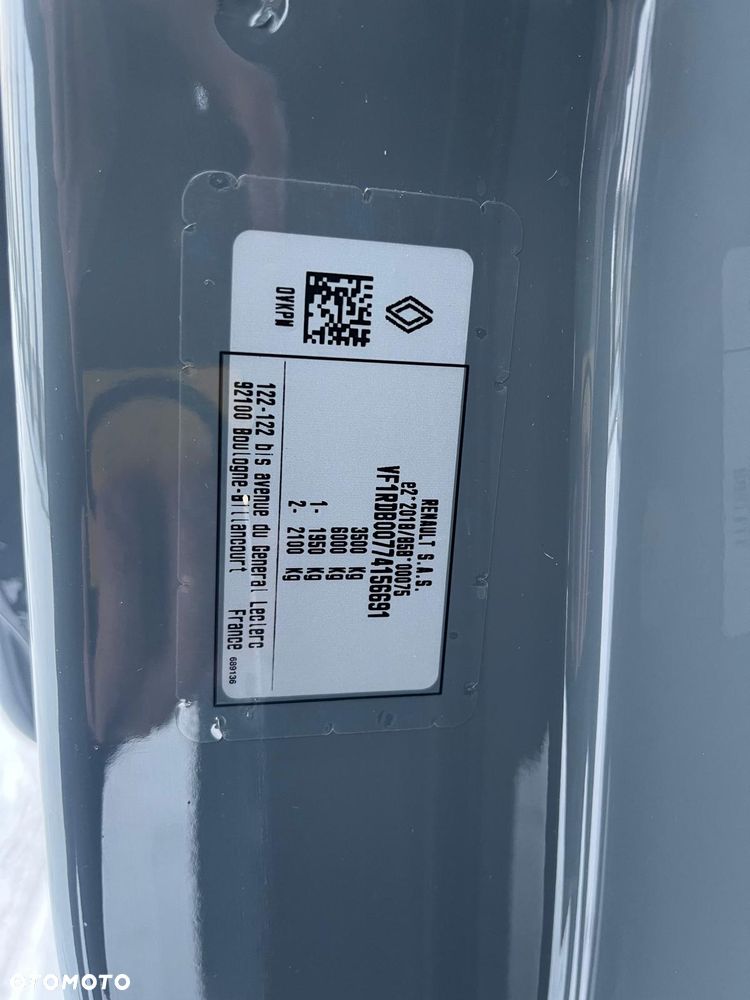 QVKPW
RENAULT S.A.S.
e2*2018/858*00075
VF1RDB00774156691
3500 Kg
6000 Kg
1- 1950 Kg
2- 2100 Kg
122-122 bis avenue du General Leclerc
92100 Boulogne-Billancourt France
689136
OTOMOTO